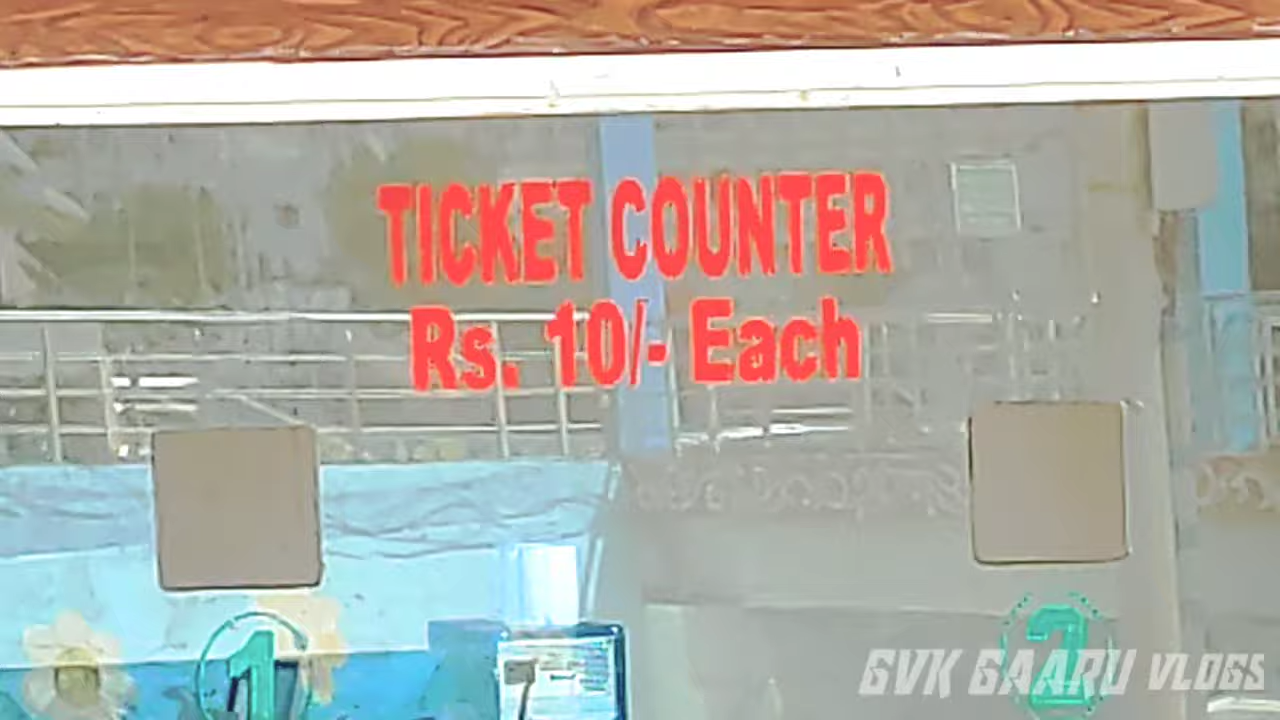 TICKET COUNTER
Rs. 10/- Each
1
2
GVK GAARU VLOGS